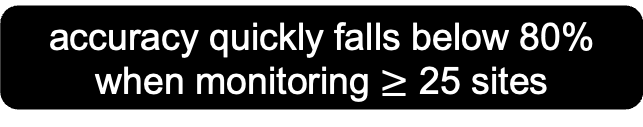 accuracy quickly falls below 80%
when monitoring ≥ 25 sites